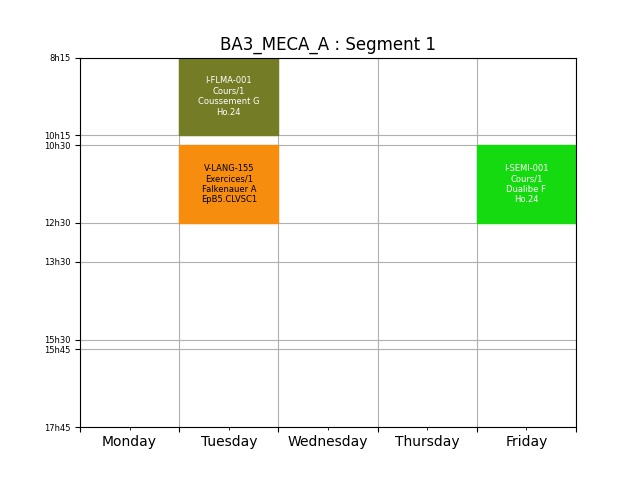 BA3_MECA_A : Segment 1
8h15
I-FLMA-001
Cours/1
Coussement G
Ho.24
10h15
10h30
V-LANG-155
Exercices/1
Falkenauer A
EpB5.CLVSC1
I-SEMI-001
Cours/1
Dualibe F
Ho.24
12h30
13h30
15h30
15h45
17h45
Monday Tuesday Wednesday Thursday Friday